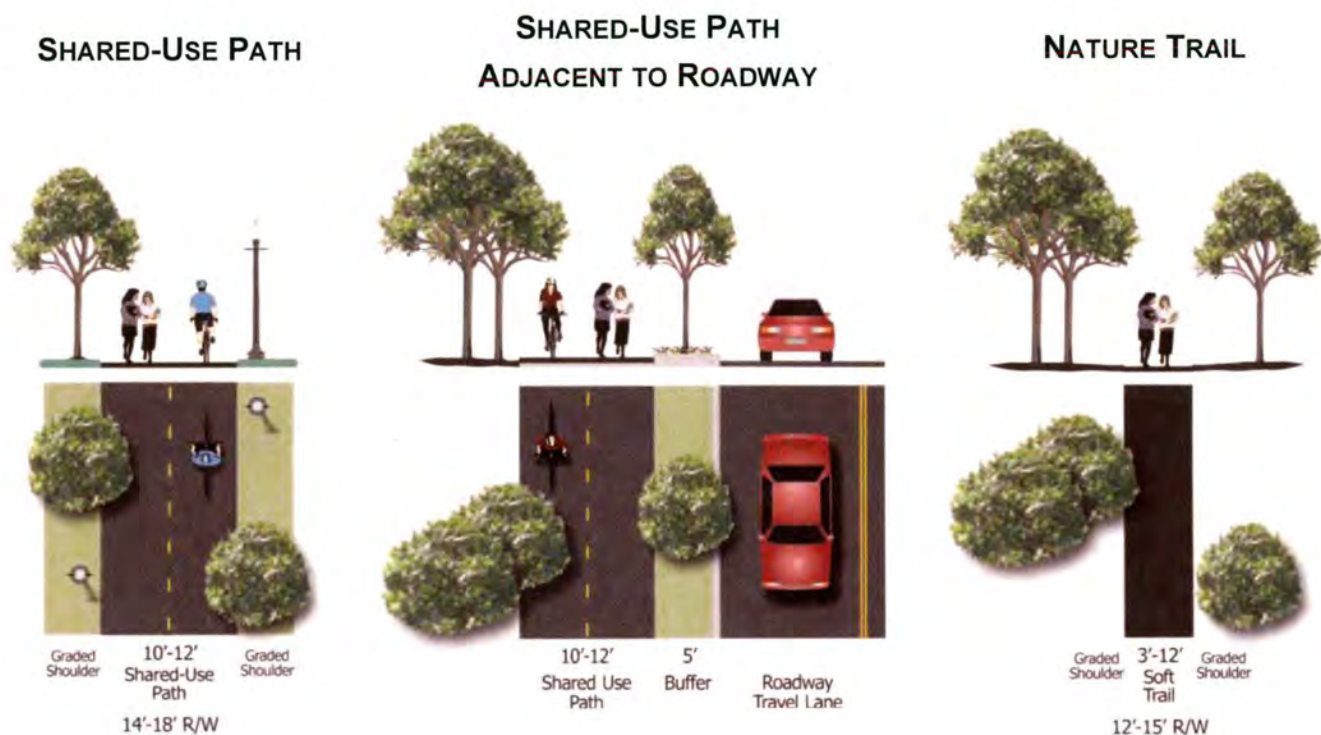 SHARED-USE PATH
SHARED-USE PATH
ADJACENT TO ROADWAY
NATURE TRAIL
Graded
Shoulder
10'-12'
Shared-Use
Path
Graded
Shoulder
14'-18' R/W
10'-12'
Shared Use
Path
5'
Buffer
Roadway
Travel Lane
Graded
Shoulder
3'-12'
Soft
Trail
Graded
Shoulder
12'-15' R/W